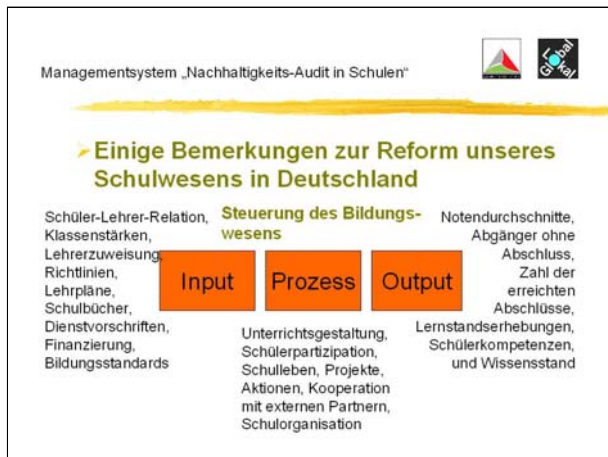 Managementsystem „Nachhaltigkeits-Audit in Schulen“
Global
Lokal
Einige Bemerkungen zur Reform unseres
Schulwesens in Deutschland
Schüler-Lehrer-Relation,
Klassenstärken,
Lehrerzuweisung,
Richtlinien,
Lehrpläne,
Schulbücher,
Dienstvorschriften,
Finanzierung,
Bildungsstandards
Steuerung des Bildungs-
wesens
Input
Prozess
Output
Unterrichtsgestaltung,
Schülerpartizipation,
Schulleben, Projekte,
Aktionen, Kooperation
mit externen Partnern,
Schulorganisation
Notendurchschnitte,
Abgänger ohne
Abschluss,
Zahl der
erreichten
Abschlüsse,
Lernstandserhebungen,
Schülerkompetenzen,
und Wissensstand